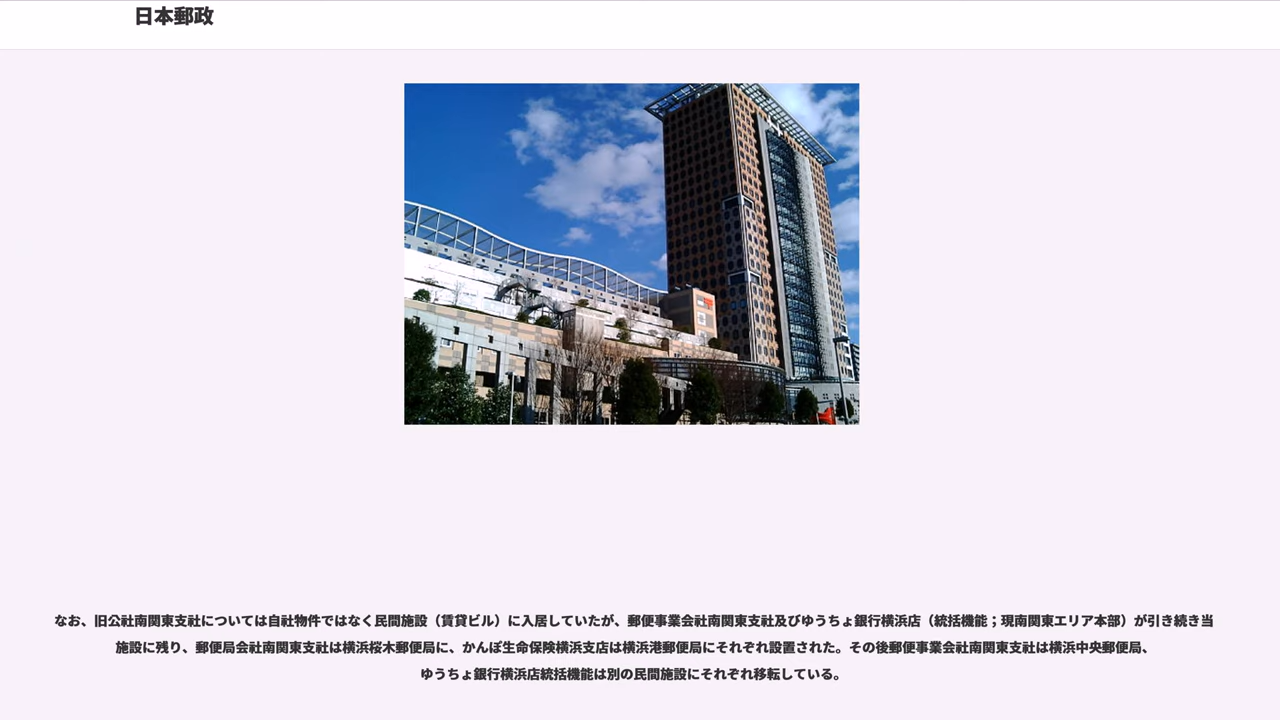 日本郵政
なお、旧公社南関東支社については自社物件ではなく民間施設（賃貸ビル）に入居していたが、郵便事業会社南関東支社及びゆうちょ銀行横浜店（統括機能；現南関東エリア本部）が引き続き当
施設に残り、郵便局会社南関東支社は横浜桜木郵便局に、かんぽ生命保険横浜支店は横浜港郵便局にそれぞれ設置された。その後郵便事業会社南関東支社は横浜中央郵便局、
ゆうちょ銀行横浜店統括機能は別の民間施設にそれぞれ移転している。